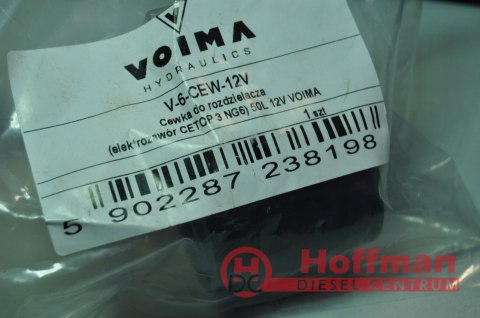 VOIMA
HYDRAULICS
V-6-CEW-12V
Cewka do rozdzielacza
(elektrozawór CETOP 3 NG6) 50L 12V VOIMA
1 szt
5 902287 238198
H
DC
Hoffman
DIESEL CENTRUM